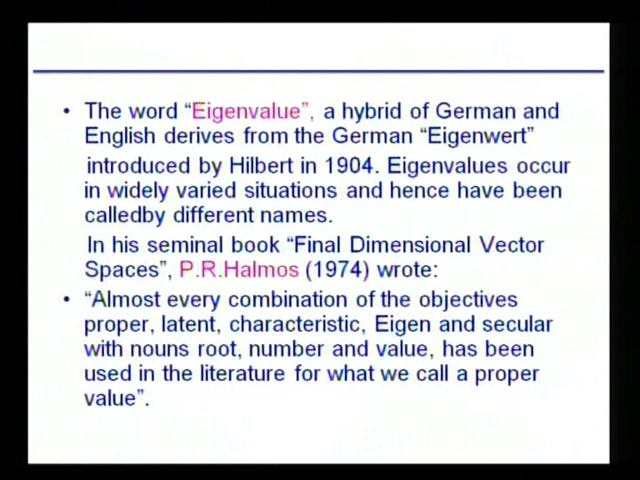 • The word “Eigenvalue”, a hybrid of German and
English derives from the German “Eigenwert”
introduced by Hilbert in 1904. Eigenvalues occur
in widely varied situations and hence have been
calledby different names.
In his seminal book “Final Dimensional Vector
Spaces”, P.R.Halmos (1974) wrote:
• “Almost every combination of the objectives
proper, latent, characteristic, Eigen and secular
with nouns root, number and value, has been
used in the literature for what we call a proper
value”.